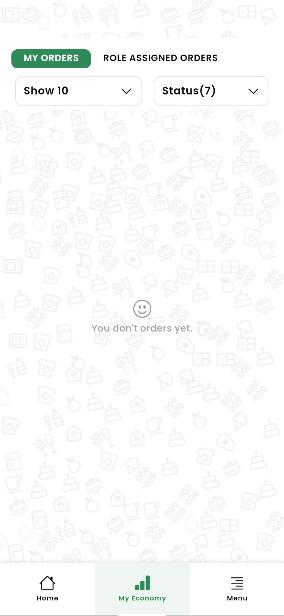 MY ORDERS ROLE ASSIGNED ORDERS
Show 10 Status(7)
You don't orders yet.
Home My Economy Menu